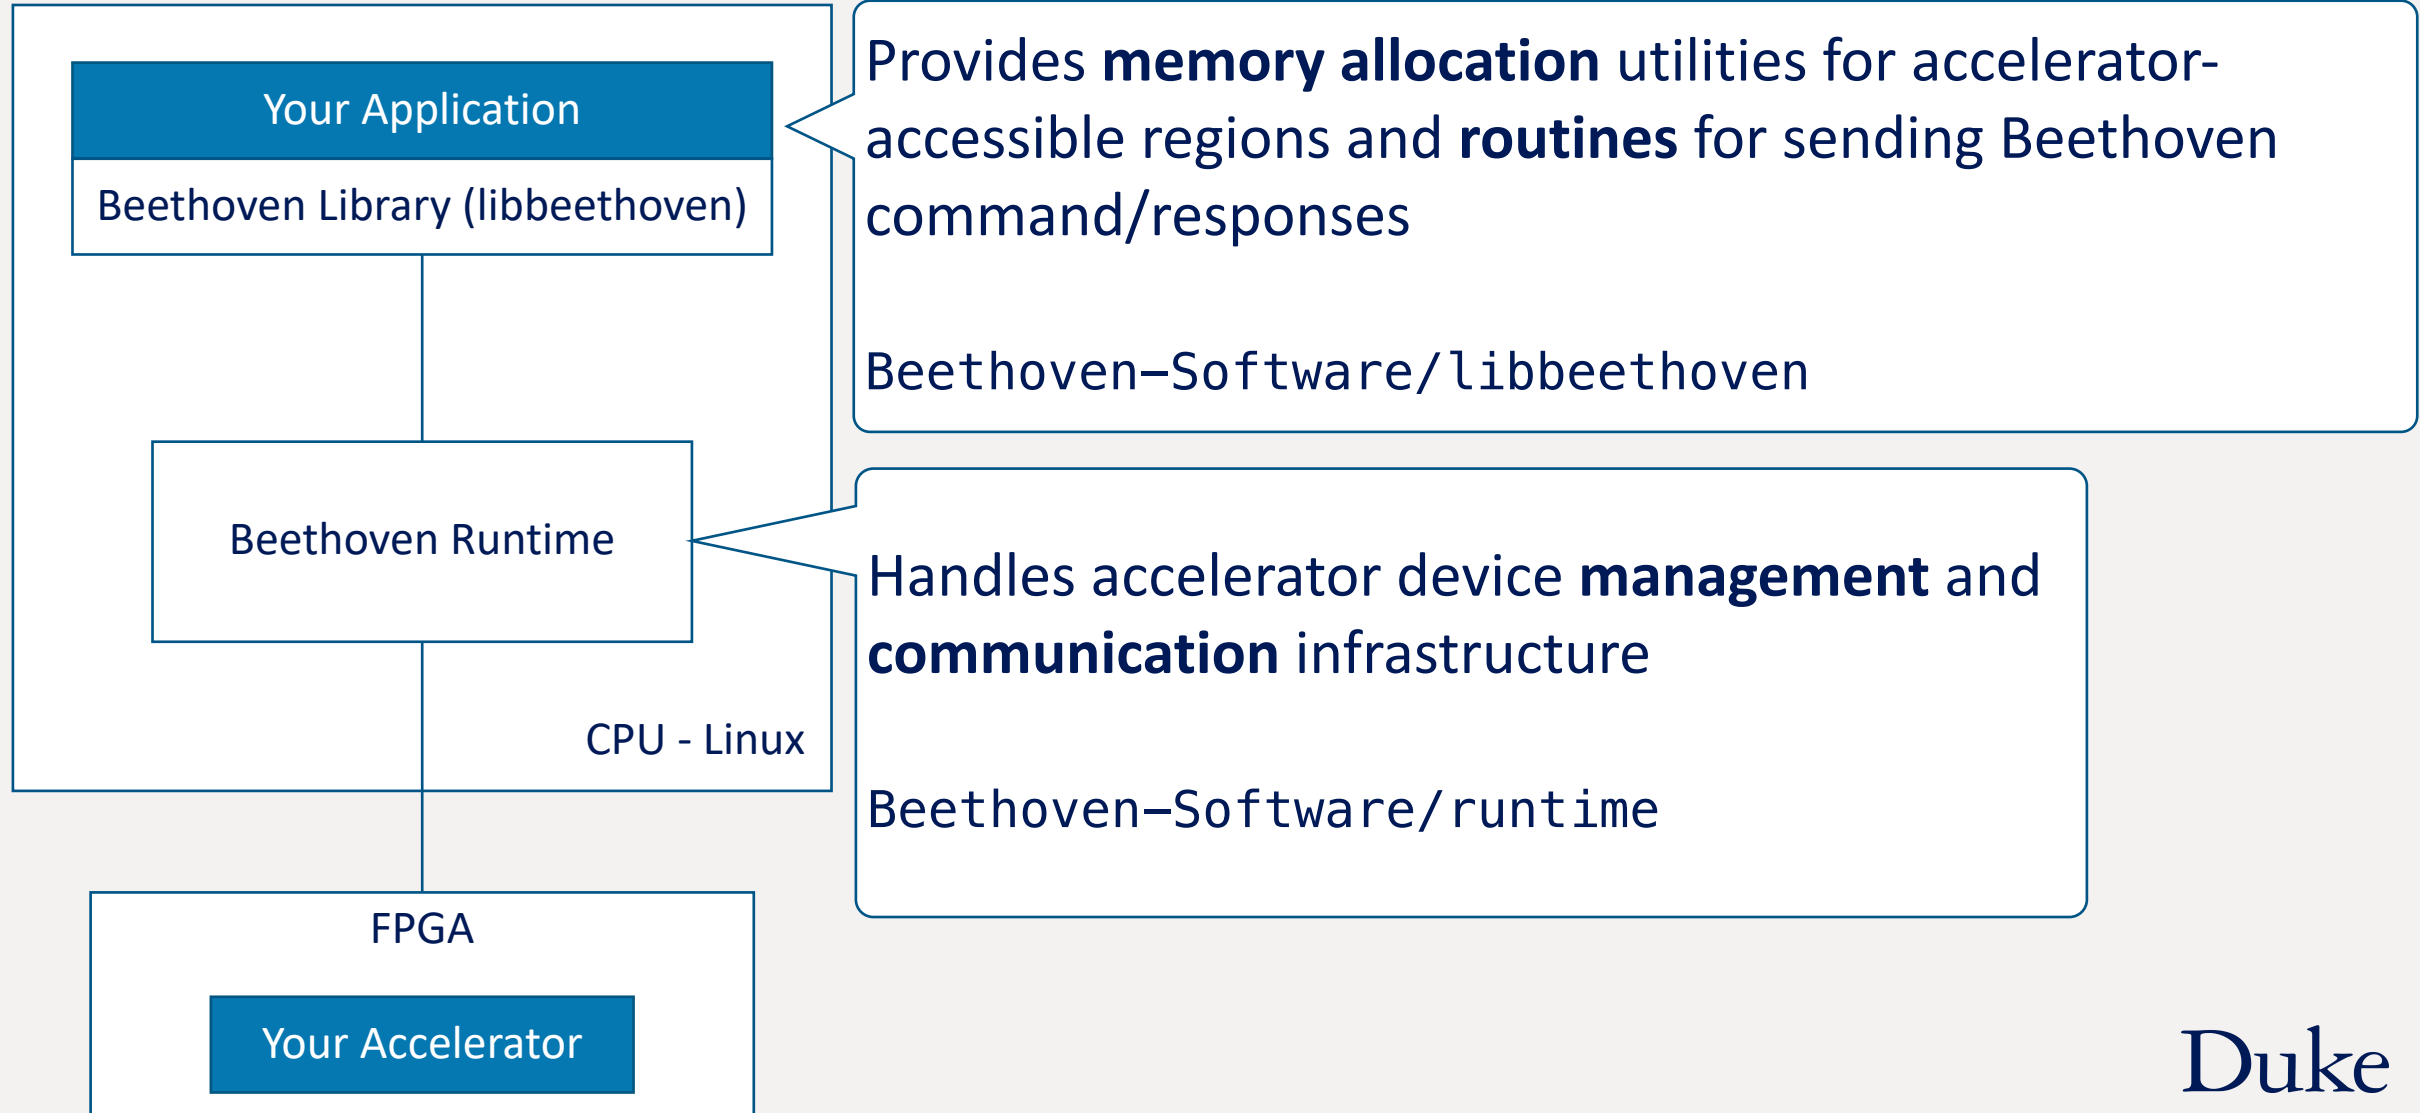 Your Application
Beethoven Library (libbeethoven)
Beethoven Runtime
CPU - Linux
FPGA
Your Accelerator
Provides memory allocation utilities for accelerator-
accessible regions and routines for sending Beethoven
command/responses
Beethoven-Software/libbeethoven
Handles accelerator device management and
communication infrastructure
Beethoven-Software/runtime
Duke